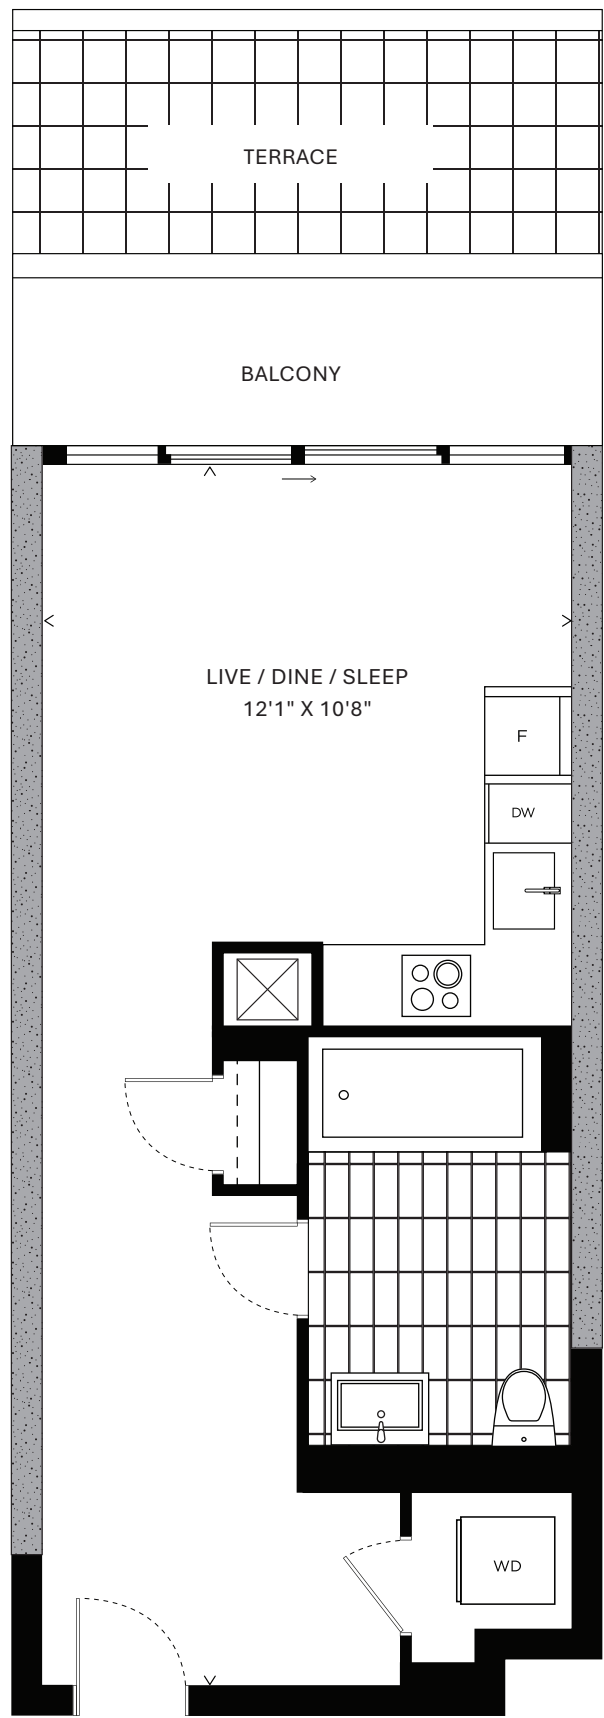 TERRACE
BALCONY
LIVE / DINE / SLEEP
12'1" X 10'8"
F
DW
WD